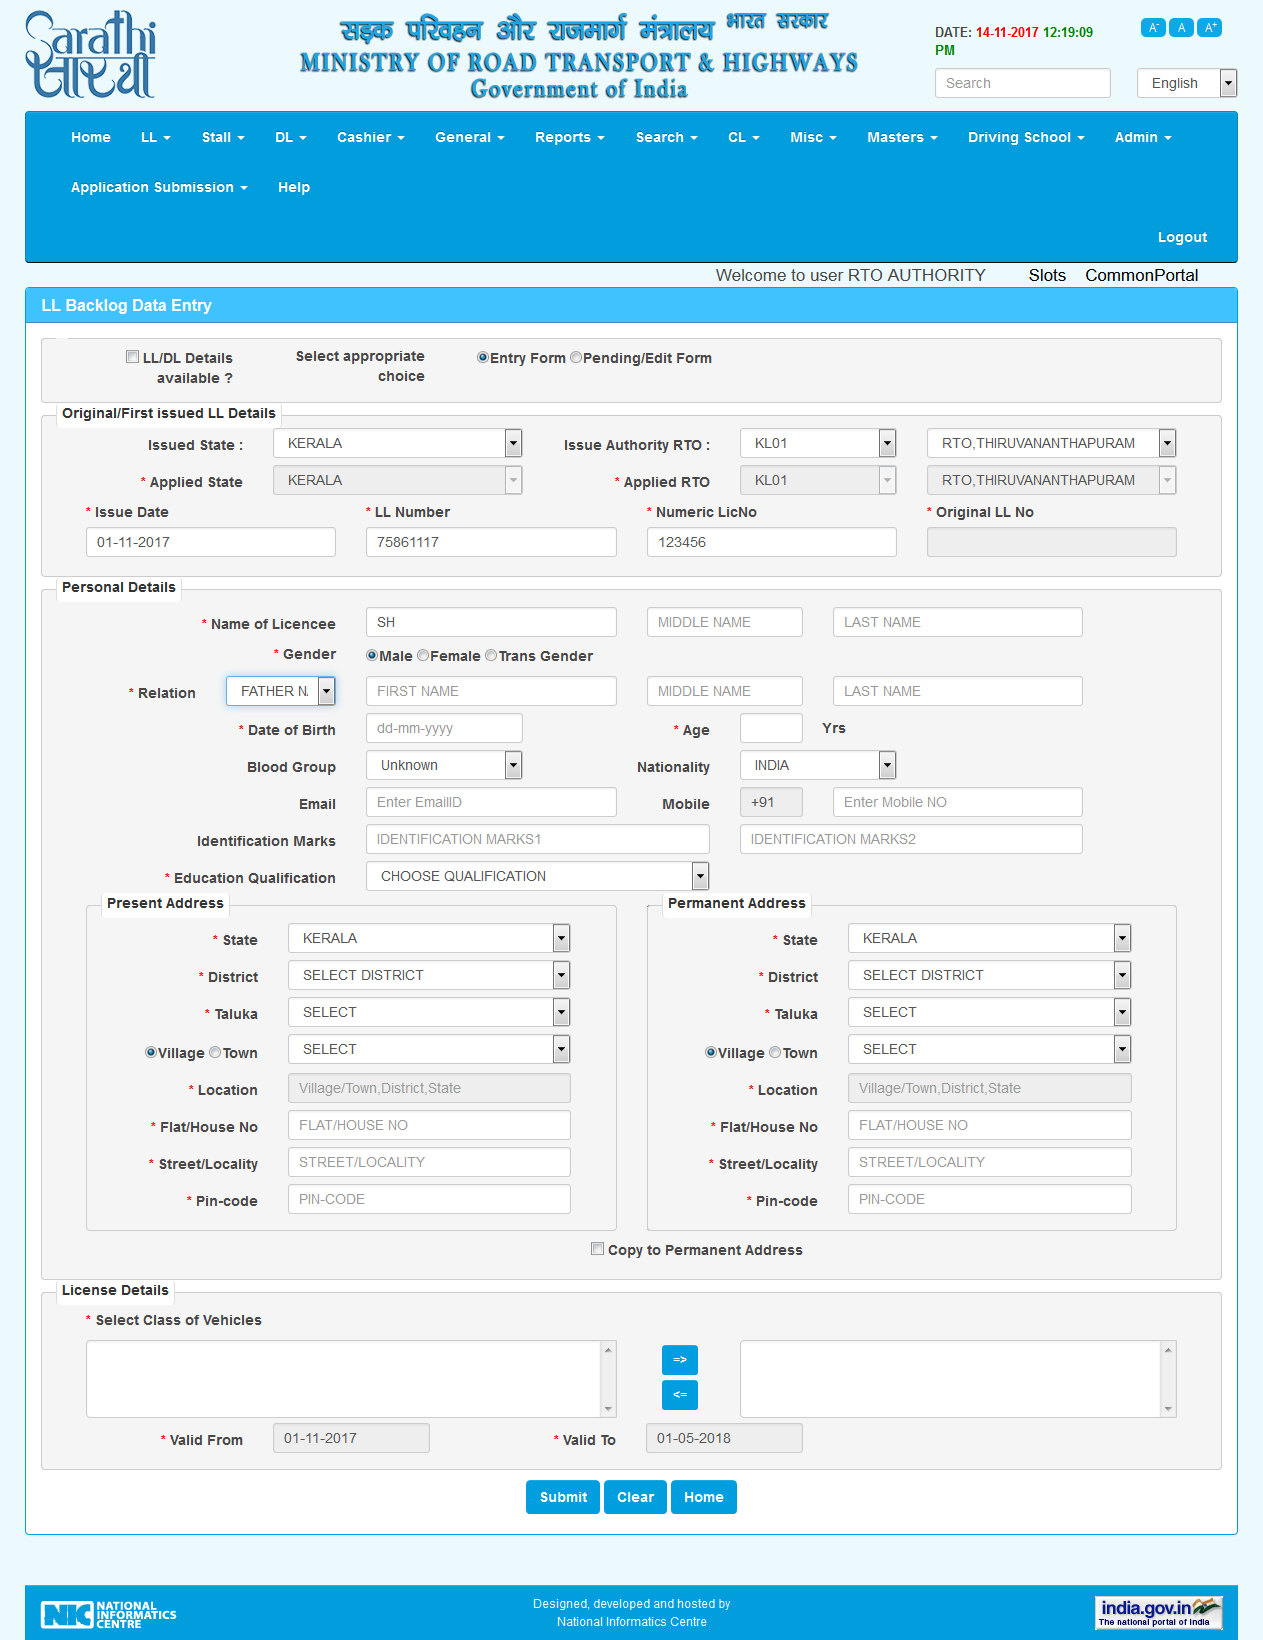 Sarathi
सारथी
सड़क परिवहन और राजमार्ग मंत्रालय भारत सरकार
MINISTRY OF ROAD TRANSPORT & HIGHWAYS
Government of India
DATE: 14-11-2017 12:19:09 PM
A- A A+
Search English
Home LL Stall DL Cashier General Reports Search CL Misc Masters Driving School Admin
Application Submission Help
Logout
Welcome to user RTO AUTHORITY Slots CommonPortal
LL Backlog Data Entry
LL/DL Details available ? Select appropriate choice Entry Form Pending/Edit Form
Original/First issued LL Details
Issued State : KERALA Issue Authority RTO : KL01 RTO,THIRUVANANTHAPURAM
* Applied State KERALA * Applied RTO KL01 RTO,THIRUVANANTHAPURAM
* Issue Date * LL Number * Numeric LicNo * Original LL No
01-11-2017 75861117 123456
Personal Details
* Name of Licencee SH MIDDLE NAME LAST NAME
* Gender Male Female Trans Gender
* Relation FATHER NA FIRST NAME MIDDLE NAME LAST NAME
* Date of Birth dd-mm-yyyy * Age Yrs
Blood Group Unknown Nationality INDIA
Email Enter EmailID Mobile +91 Enter Mobile NO
Identification Marks IDENTIFICATION MARKS1 IDENTIFICATION MARKS2
* Education Qualification CHOOSE QUALIFICATION
Present Address Permanent Address
* State KERALA * State KERALA
* District SELECT DISTRICT * District SELECT DISTRICT
* Taluka SELECT * Taluka SELECT
Village Town SELECT Village Town SELECT
* Location Village/Town,District,State * Location Village/Town,District,State
* Flat/House No FLAT/HOUSE NO * Flat/House No FLAT/HOUSE NO
* Street/Locality STREET/LOCALITY * Street/Locality STREET/LOCALITY
* Pin-code PIN-CODE * Pin-code PIN-CODE
Copy to Permanent Address
License Details
* Select Class of Vehicles
=>
<=
* Valid From 01-11-2017 * Valid To 01-05-2018
Submit Clear Home
NIC NATIONAL INFORMATICS CENTRE
Designed, developed and hosted by
National Informatics Centre
india.gov.in
The national portal of India